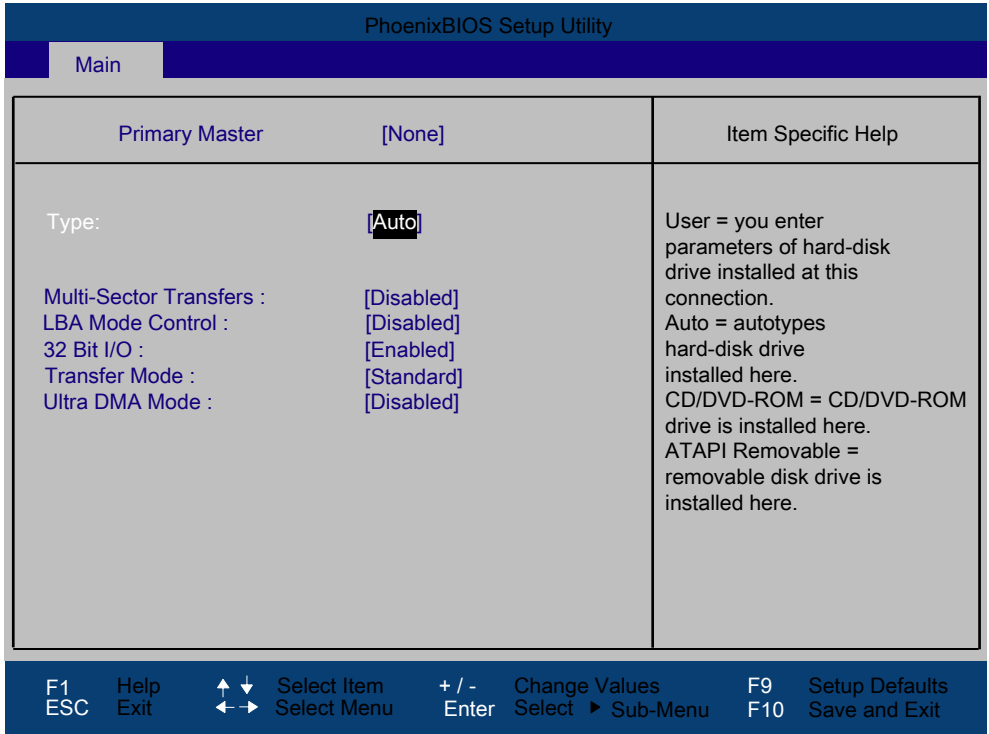 PhoenixBIOS Setup Utility
Main
Primary Master [None]
Item Specific Help
Type: [Auto]
Multi-Sector Transfers : [Disabled]
LBA Mode Control : [Disabled]
32 Bit I/O : [Enabled]
Transfer Mode : [Standard]
Ultra DMA Mode : [Disabled]
User = you enter
parameters of hard-disk
drive installed at this
connection.
Auto = autotypes
hard-disk drive
installed here.
CD/DVD-ROM = CD/DVD-ROM
drive is installed here.
ATAPI Removable =
removable disk drive is
installed here.
F1 Help Select Item + / - Change Values F9 Setup Defaults
ESC Exit Select Menu Enter Select Sub-Menu F10 Save and Exit